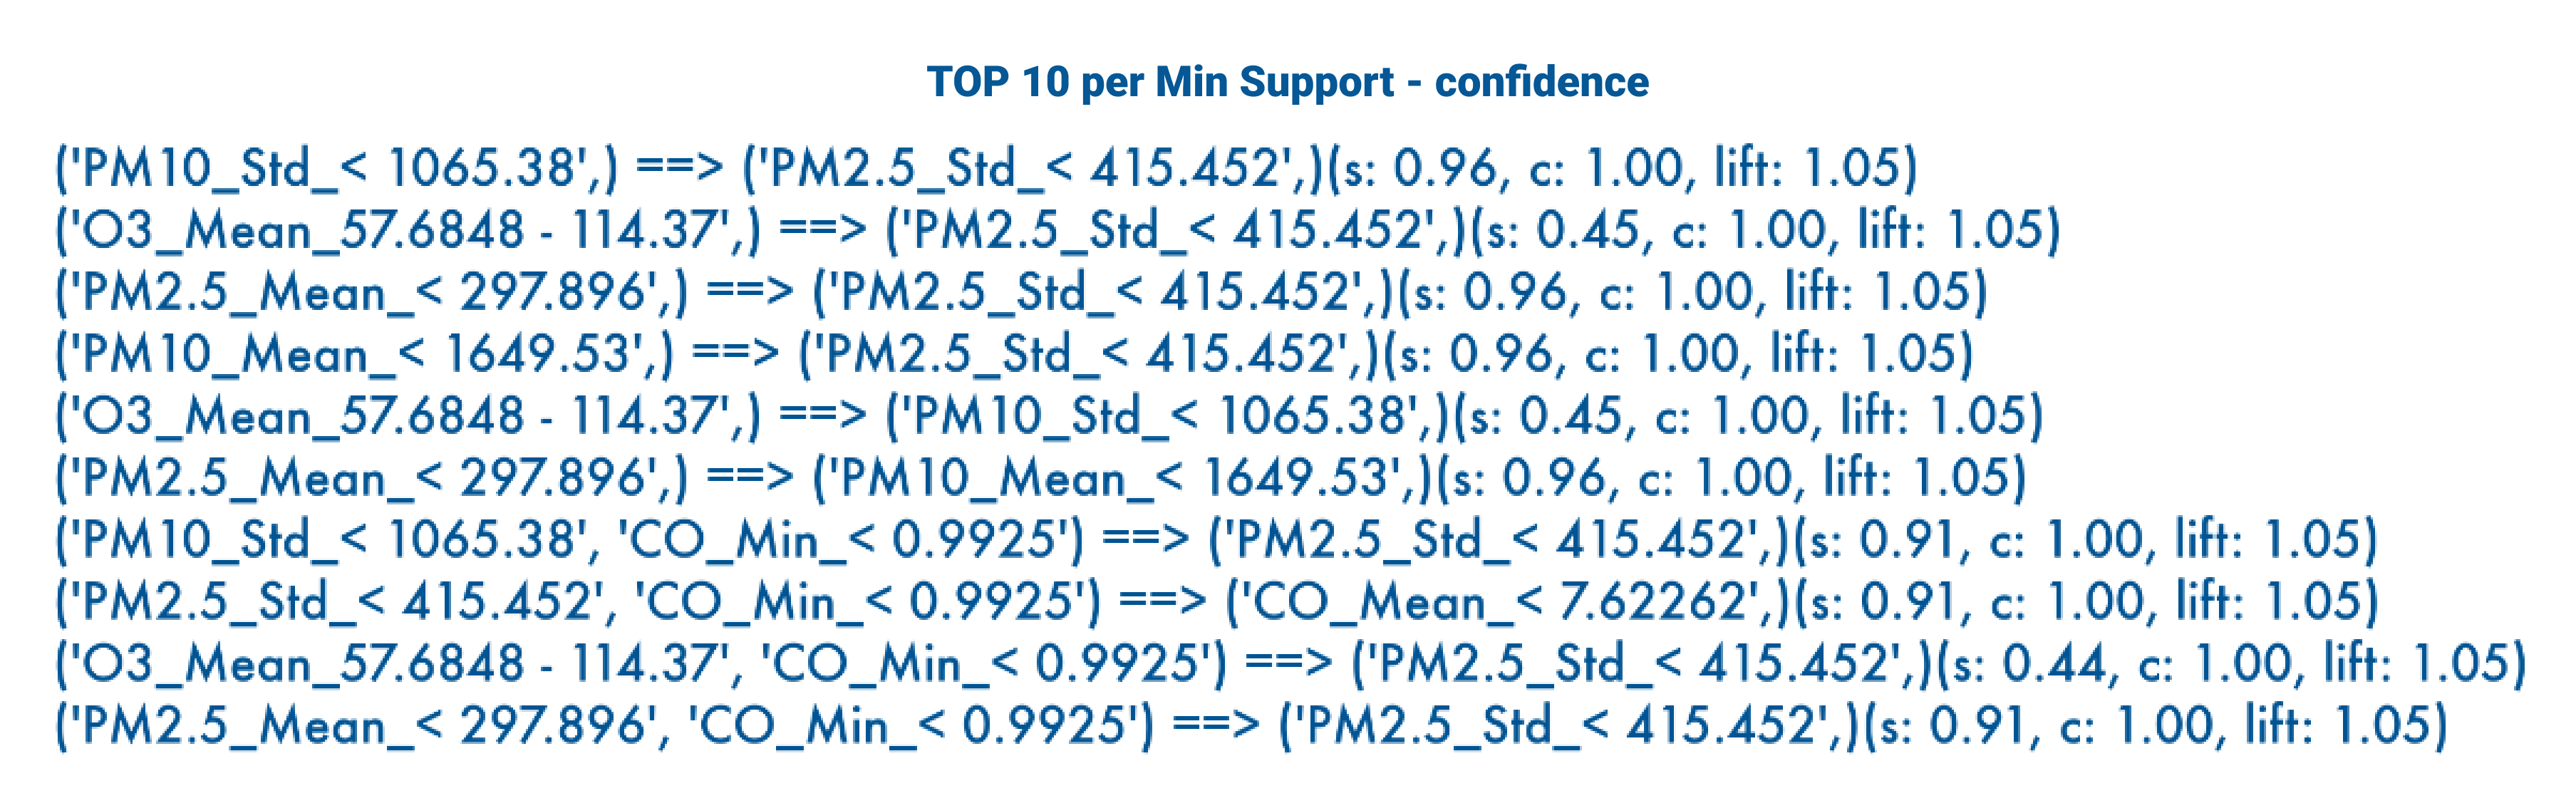 TOP 10 per Min Support - confidence
('PM10_Std_< 1065.38',) ==> ('PM2.5_Std_< 415.452',)(s: 0.96, c: 1.00, lift: 1.05)
('O3_Mean_57.6848 - 114.37',) ==> ('PM2.5_Std_< 415.452',)(s: 0.45, c: 1.00, lift: 1.05)
('PM2.5_Mean_< 297.896',) ==> ('PM2.5_Std_< 415.452',)(s: 0.96, c: 1.00, lift: 1.05)
('PM10_Mean_< 1649.53',) ==> ('PM2.5_Std_< 415.452',)(s: 0.96, c: 1.00, lift: 1.05)
('O3_Mean_57.6848 - 114.37',) ==> ('PM10_Std_< 1065.38',)(s: 0.45, c: 1.00, lift: 1.05)
('PM2.5_Mean_< 297.896',) ==> ('PM10_Mean_< 1649.53',)(s: 0.96, c: 1.00, lift: 1.05)
('PM10_Std_< 1065.38', 'CO_Min_< 0.9925') ==> ('PM2.5_Std_< 415.452',)(s: 0.91, c: 1.00, lift: 1.05)
('PM2.5_Std_< 415.452', 'CO_Min_< 0.9925') ==> ('CO_Mean_< 7.62262',)(s: 0.91, c: 1.00, lift: 1.05)
('O3_Mean_57.6848 - 114.37', 'CO_Min_< 0.9925') ==> ('PM2.5_Std_< 415.452',)(s: 0.44, c: 1.00, lift: 1.05)
('PM2.5_Mean_< 297.896', 'CO_Min_< 0.9925') ==> ('PM2.5_Std_< 415.452',)(s: 0.91, c: 1.00, lift: 1.05)